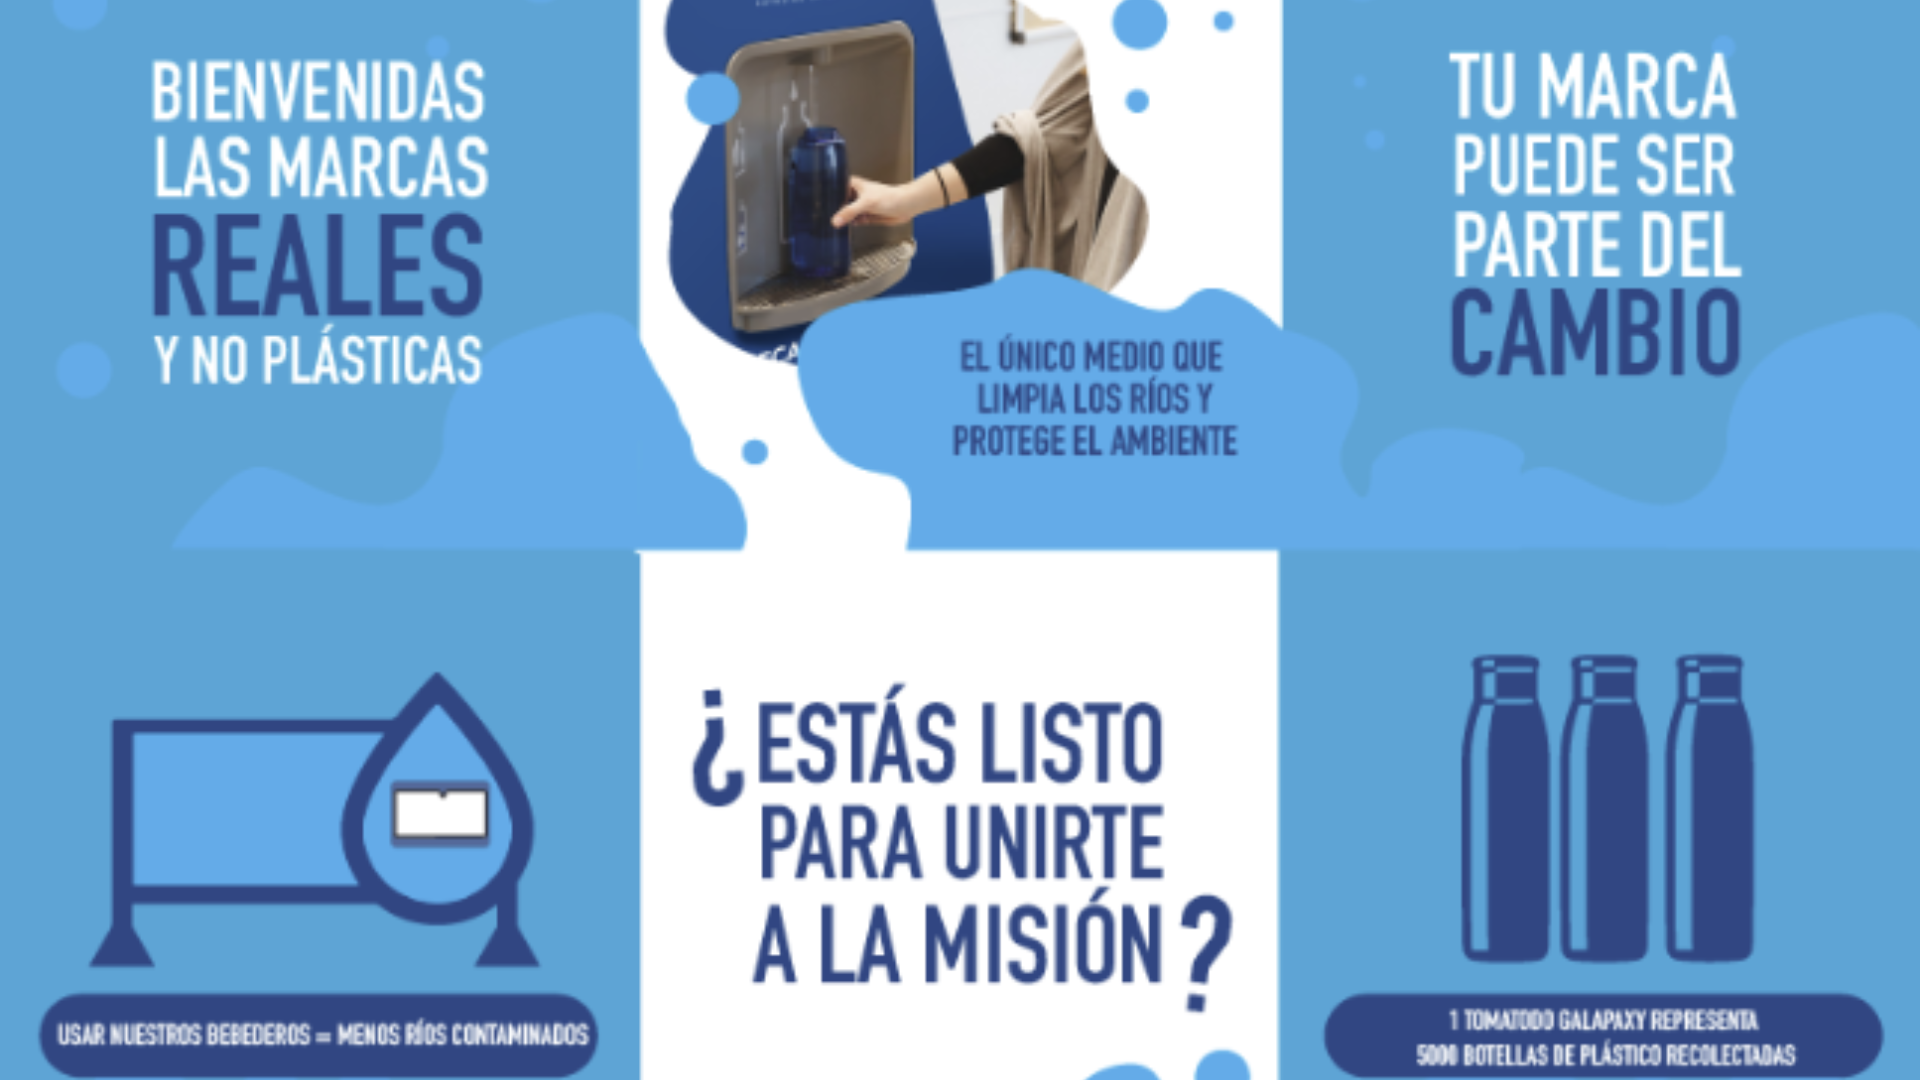 BIENVENIDAS
LAS MARCAS
REALES
Y NO PLÁSTICAS
EL ÚNICO MEDIO QUE
LIMPIA LOS RÍOS Y
PROTEGE EL AMBIENTE
TU MARCA
PUEDE SER
PARTE DEL
CAMBIO
USAR NUESTROS BEBEDEROS = MENOS RÍOS CONTAMINADOS
¿ESTÁS LISTO
PARA UNIRTE
A LA MISIÓN?
1 TOMATODO GALAPAXY REPRESENTA
5000 BOTELLAS DE PLÁSTICO RECOLECTADAS